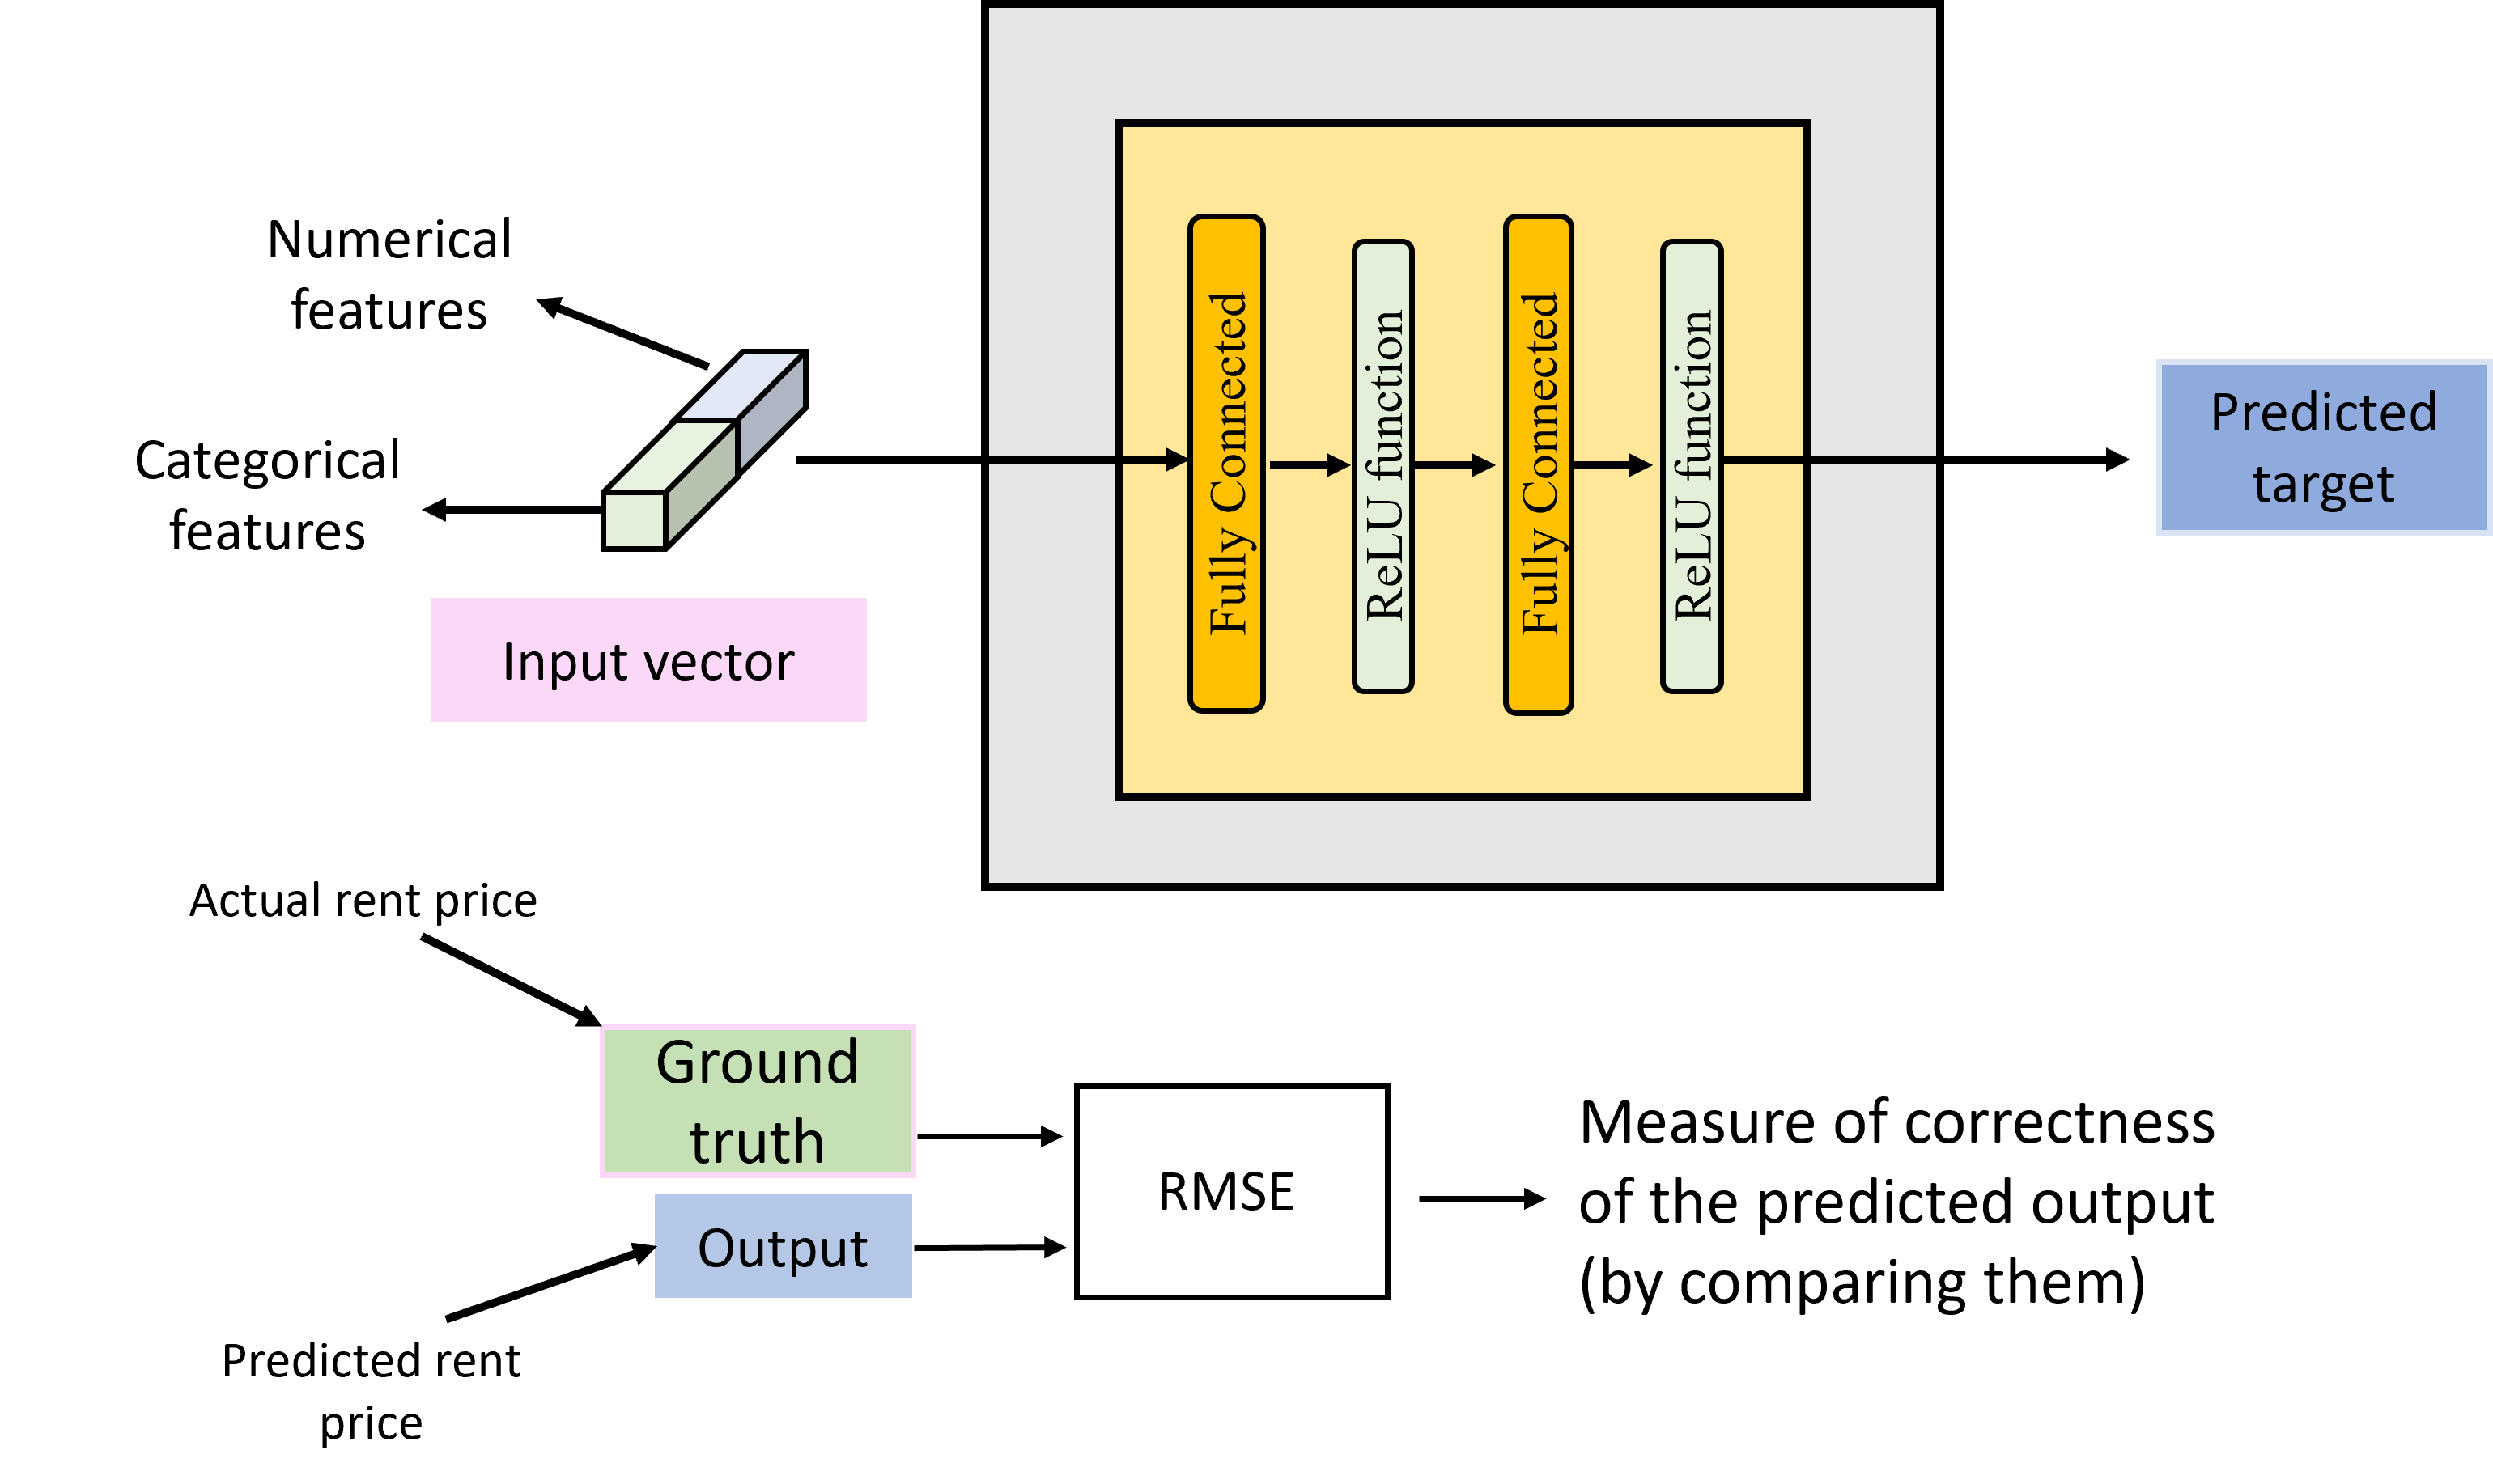 Numerical
features
Categorical
features
Input vector
Fully Connected
ReLU function
Fully Connected
ReLU function
Predicted
target
Actual rent price
Ground
truth
Output
Predicted rent
price
RMSE
Measure of correctness
of the predicted output
(by comparing them)